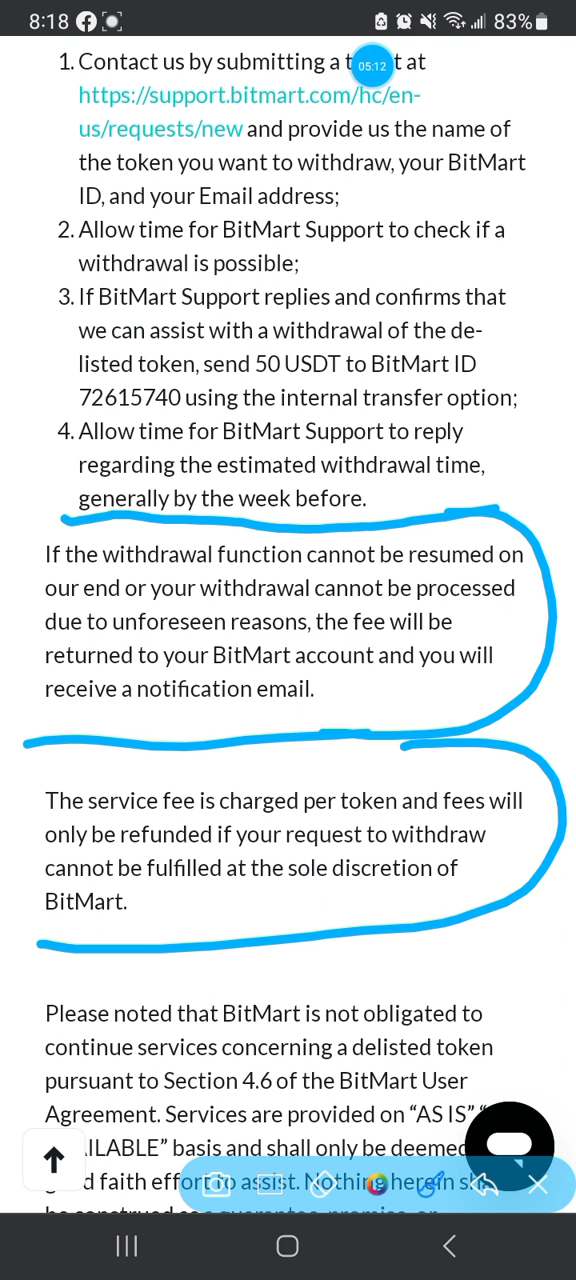 8:18 83%
1. Contact us by submitting a t t at
05:12
https://support.bitmart.com/hc/en-
us/requests/new and provide us the name of
the token you want to withdraw, your BitMart
ID, and your Email address;
2. Allow time for BitMart Support to check if a
withdrawal is possible;
3. If BitMart Support replies and confirms that
we can assist with a withdrawal of the de-
listed token, send 50 USDT to BitMart ID
72615740 using the internal transfer option;
4. Allow time for BitMart Support to reply
regarding the estimated withdrawal time,
generally by the week before.
If the withdrawal function cannot be resumed on
our end or your withdrawal cannot be processed
due to unforeseen reasons, the fee will be
returned to your BitMart account and you will
receive a notification email.
The service fee is charged per token and fees will
only be refunded if your request to withdraw
cannot be fulfilled at the sole discretion of
BitMart.
Please noted that BitMart is not obligated to
continue services concerning a delisted token
pursuant to Section 4.6 of the BitMart User
Agreement. Services are provided on “AS IS” “
ILABLE” basis and shall only be deemed
d faith effort to assist. Nothing herein